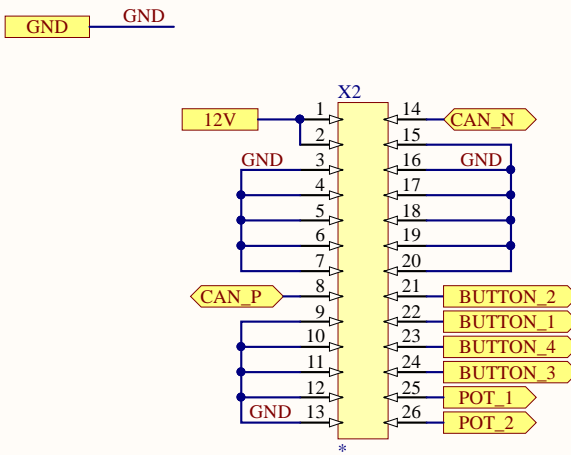 GND GND
X2
12V 1 14 CAN_N
2 15
GND 3 16 GND
4 17
5 18
6 19
7 20
CAN_P 8 21 BUTTON_2
9 22 BUTTON_1
10 23 BUTTON_4
11 24 BUTTON_3
12 25 POT_1
GND 13 26 POT_2
*